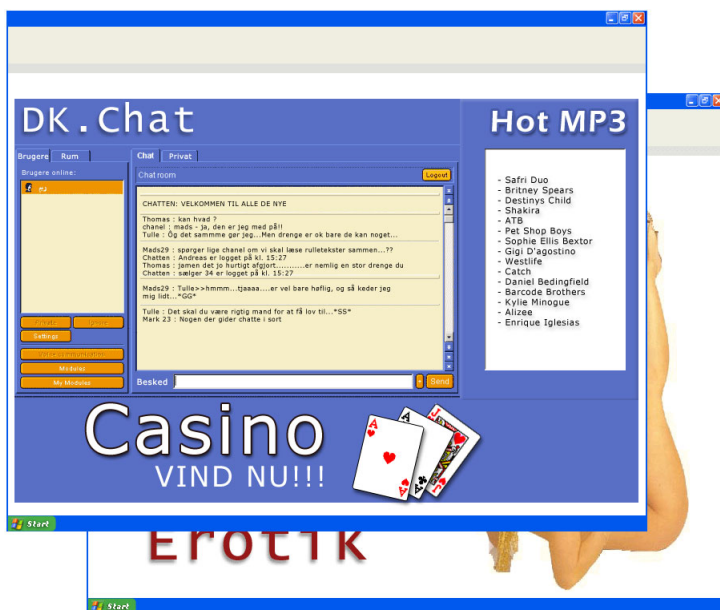 DK.Chat
Hot MP3
Brugere Rum
Brugere online:
Chat Privat
Chatroom
Logout
CHATTEN: VELKOMMEN TIL ALLE DE NYE
Thomas : kan hvad ?
chanel : mads - ja, den er jeg med på!!
Tulle : Og det sammme gør jeg...Men drenge er ok bare de kan noget...
Mads29 : spørger lige chanel om vi skal læse rulletekster sammen...??
Chatten : Andreas er logget på kl. 15:27
Thomas : jamen det jo hurtigt afgjort...........er nemlig en stor drenge du
Chatten : sælger 34 er logget på kl. 15:27
Mads29 : Tulle>>hmmm...tjaaaa....er vel bare høflig, og så keder jeg
mig lidt...*GG*
Tulle : Det skal du være rigtig mand for at få lov til...*SS*
Mark 23 : Nogen der gider chatte i sort
Settings
Modules
My Modules
Besked
Send
- Safri Duo
- Britney Spears
- Destinys Child
- Shakira
- ATB
- Pet Shop Boys
- Sophie Ellis Bextor
- Gigi D'agostino
- Westlife
- Catch
- Daniel Bedingfield
- Barcode Brothers
- Kylie Minogue
- Alizee
- Enrique Iglesias
Casino
VIND NU!!!
A
A
J
Start
Erotik
Start